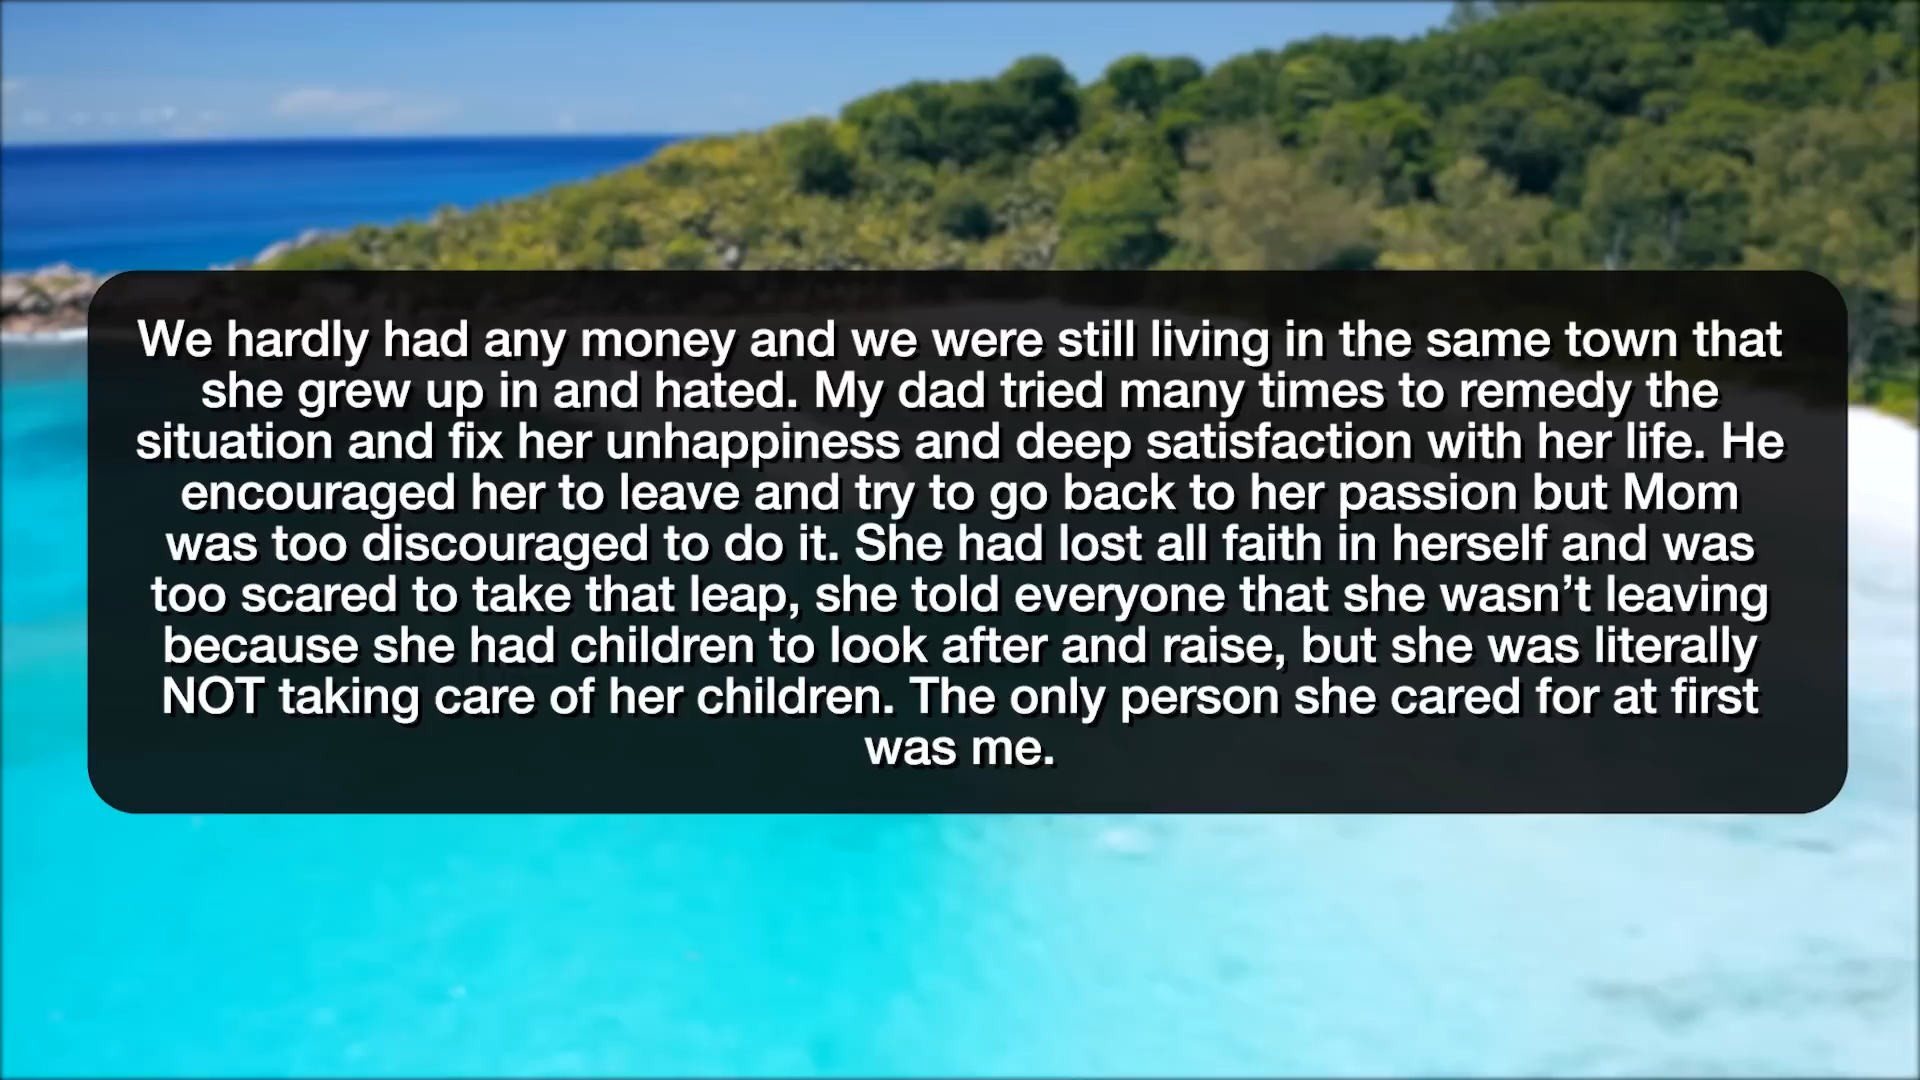 We hardly had any money and we were still living in the same town that
she grew up in and hated. My dad tried many times to remedy the
situation and fix her unhappiness and deep satisfaction with her life. He
encouraged her to leave and try to go back to her passion but Mom
was too discouraged to do it. She had lost all faith in herself and was
too scared to take that leap, she told everyone that she wasn’t leaving
because she had children to look after and raise, but she was literally
NOT taking care of her children. The only person she cared for at first
was me.